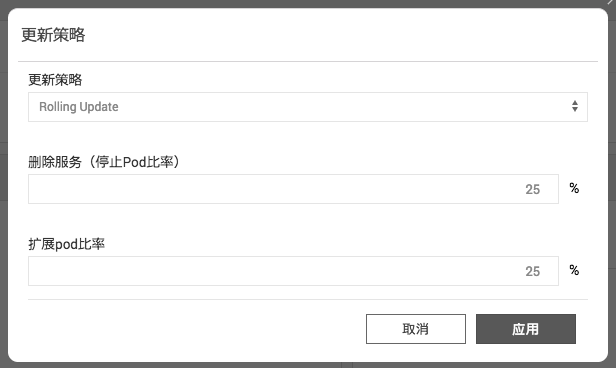 更新策略
更新策略
Rolling Update
删除服务（停止Pod比率）
25 %
扩展pod比率
25 %
取消 应用